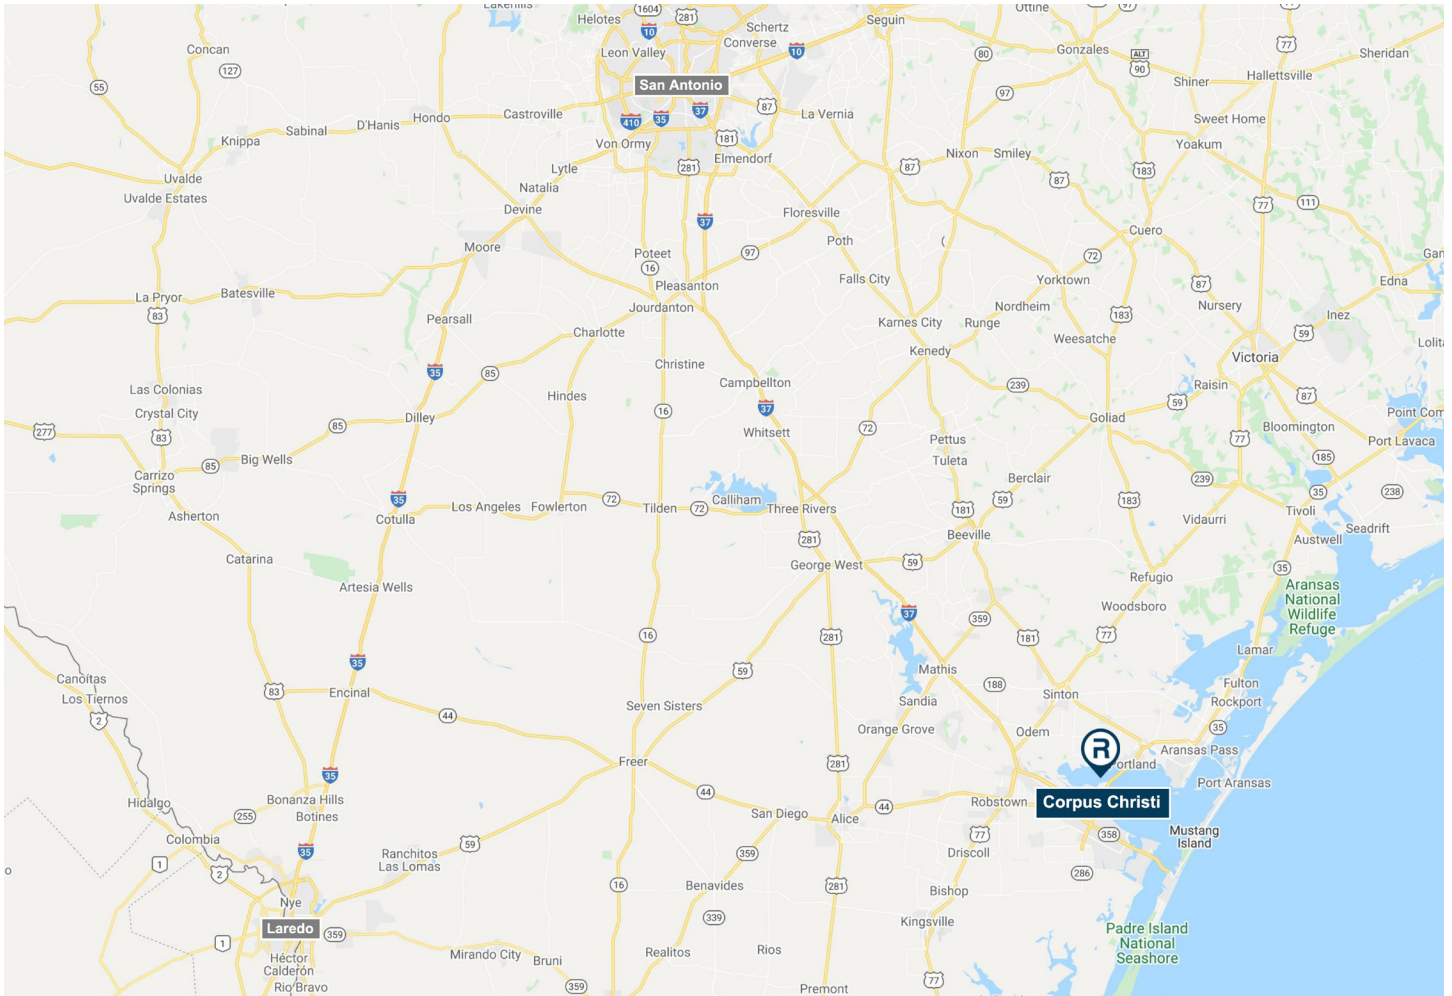 Lakehills
Helotes
1604
281
10
Schertz
Converse
Seguin
Ottine
97
77
Concan
Leon Valley
10
80
Gonzales
ALT
90
Sheridan
127
San Antonio
Shiner
Hallettsville
55
87
97
Castroville
410
35
37
La Vernia
Sweet Home
Hondo
D'Hanis
Sabinal
Knippa
Von Ormy
181
Elmendorf
Nixon
Smiley
Yoakum
Lytle
281
87
183
Uvalde
Natalia
87
Uvalde Estates
Devine
Floresville
77
111
37
Moore
Poth
Cuero
Poteet
97
72
16
Falls City
Yorktown
Edna
La Pryor
Batesville
Pleasanton
87
Jourdanton
Nordheim
Nursery
83
Pearsall
Charlotte
Karnes City
Runge
183
Inez
59
Weesatche
Christine
Kenedy
Victoria
35
85
Campbellton
239
Raisin
Las Colonias
Hindes
59
87
Crystal City
Dilley
16
37
Goliad
Point Com
277
83
85
Whitsett
72
Pettus
77
Bloomington
Port Lavaca
85
Big Wells
Tuleta
185
Carrizo
Springs
Berclair
239
35
238
35
72
Calliham
59
183
Asherton
Cotulla
Los Angeles
Fowlerton
Tilden
72
Three Rivers
181
Vidaurri
Tivoli
Seadrift
281
Beeville
Austwell
Catarina
George West
59
35
Artesia Wells
Refugio
Aransas
National
Wildlife
Refuge
37
359
Woodsboro
16
281
181
77
Lamar
35
59
Mathis
Canoitas
188
Fulton
Los Tiernos
83
Encinal
Sandia
Sinton
Rockport
2
44
Seven Sisters
Orange Grove
Odem
35
R
Aransas Pass
Freer
281
Portland
35
Port Aransas
Hidalgo
Bonanza Hills
Botines
44
44
Robstown
Corpus Christi
255
San Diego
Alice
Mustang
Island
Colombia
59
77
358
35
Ranchitos
Las Lomas
359
Driscoll
1
2
286
16
Benavides
281
Bishop
Nye
339
Kingsville
Padre Island
National
Seashore
Laredo
359
1
Mirando City
Bruni
Realitos
Rios
Héctor
Calderón
Rio Bravo
359
Premont
77